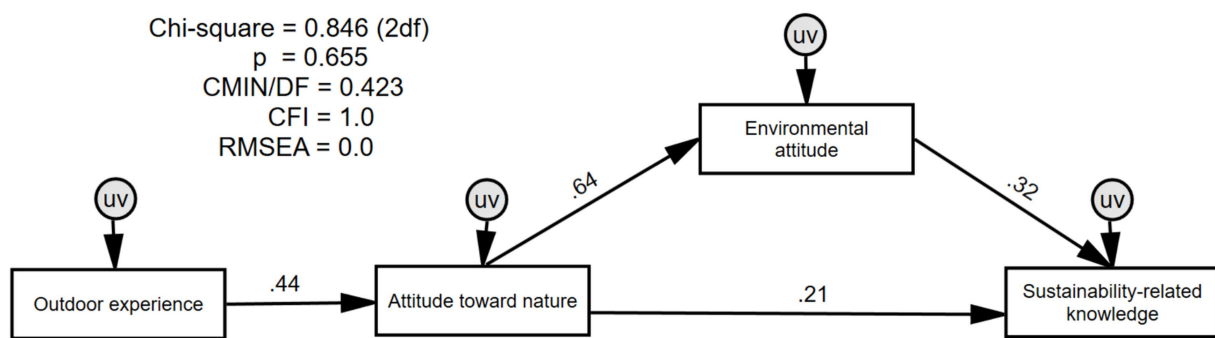 Chi-square = 0.846 (2df)
p = 0.655
CMIN/DF = 0.423
CFI = 1.0
RMSEA = 0.0
uv
Environmental
attitude
.64
.32
uv
uv
uv
Outdoor experience
.44
Attitude toward nature
.21
Sustainability-related
knowledge